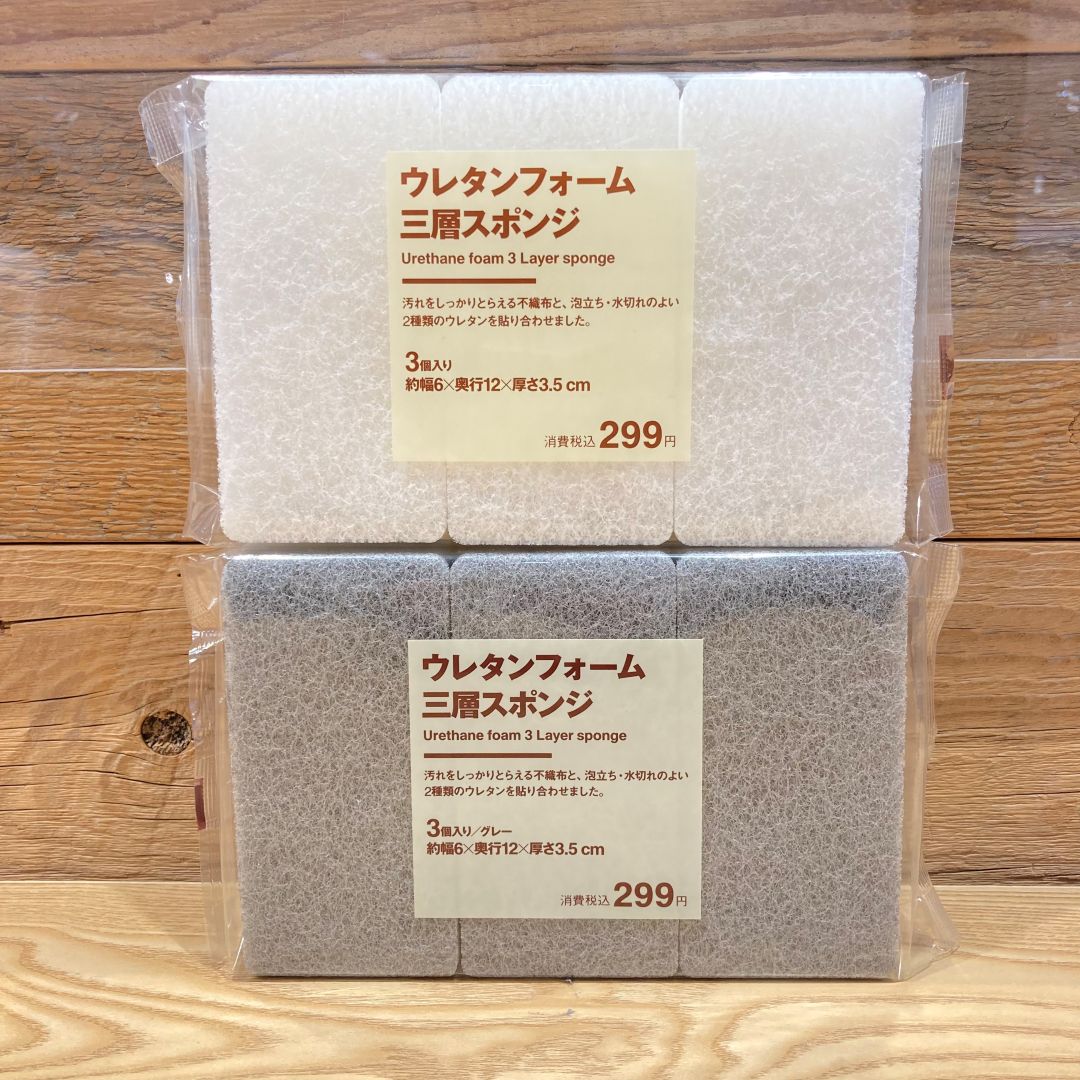 ウレタンフォーム
三層スポンジ
Urethane foam 3 Layer sponge
汚れをしっかりとらえる不織布と、泡立ち・水切れのよい
2種類のウレタンを貼り合わせました。
3個入り
約幅6×奥行12×厚さ3.5 cm
消費税込299円
ウレタンフォーム
三層スポンジ
Urethane foam 3 Layer sponge
汚れをしっかりとらえる不織布と、泡立ち・水切れのよい
2種類のウレタンを貼り合わせました。
3個入り/グレー
約幅6×奥行12×厚さ3.5 cm
消費税込299円